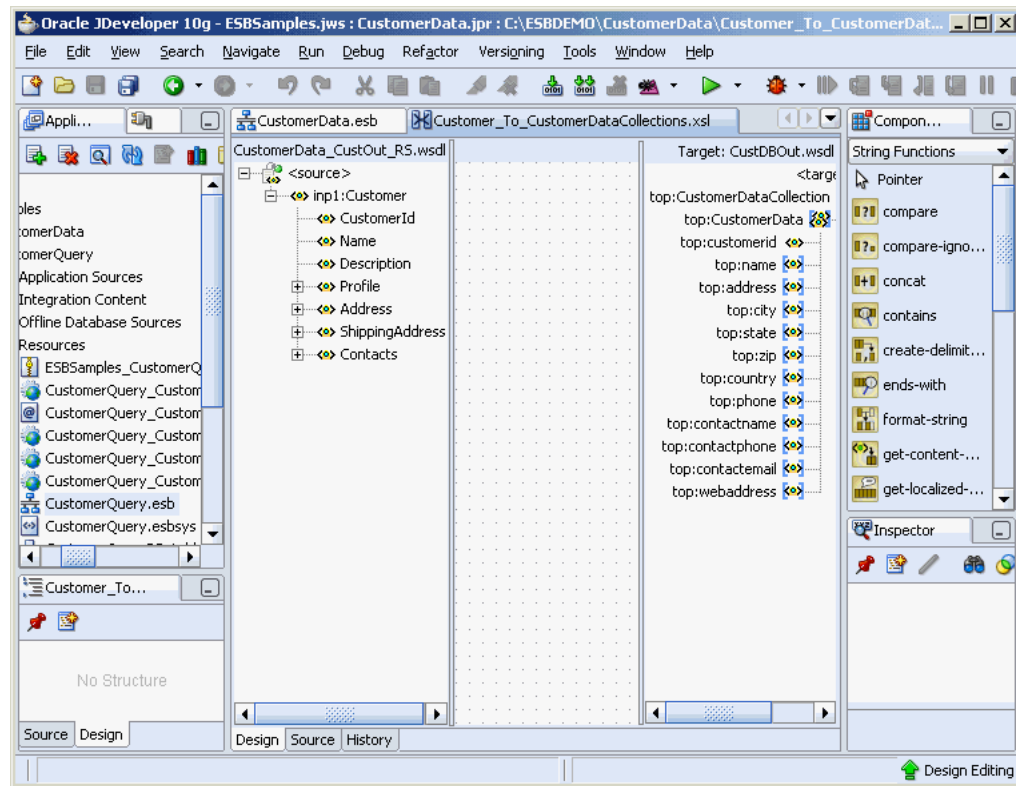 Oracle JDeveloper 10g - ESBSamples.jws : CustomerData.jpr : C:\ESBDEMO\CustomerData\Customer_To_CustomerDat...
File Edit View Search Navigate Run Debug Refactor Versioning Tools Window Help
Appli...
CustomerData.esb
Customer_To_CustomerDataCollections.xsl
Compon...
bles
omerData
omerQuery
Application Sources
Integration Content
Offline Database Sources
Resources
ESBSamples_CustomerQ
CustomerQuery_Custom
CustomerQuery_Custom
CustomerQuery_Custom
CustomerQuery_Custom
CustomerQuery_Custom
CustomerQuery.esb
CustomerQuery.esbsys
Customer_To...
No Structure
Source Design
CustomerData_CustOut_RS.wsdl
<source>
inp1:Customer
CustomerId
Name
Description
Profile
Address
ShippingAddress
Contacts
Target: CustDBOut.wsdl
<targe
top:CustomerDataCollection
top:CustomerData
top:customerid
top:name
top:address
top:city
top:state
top:zip
top:country
top:phone
top:contactname
top:contactphone
top:contactemail
top:webaddress
Design Source History
String Functions
Pointer
compare
compare-igno...
concat
contains
create-delimit...
ends-with
format-string
get-content-...
get-localized-...
Inspector
Design Editing